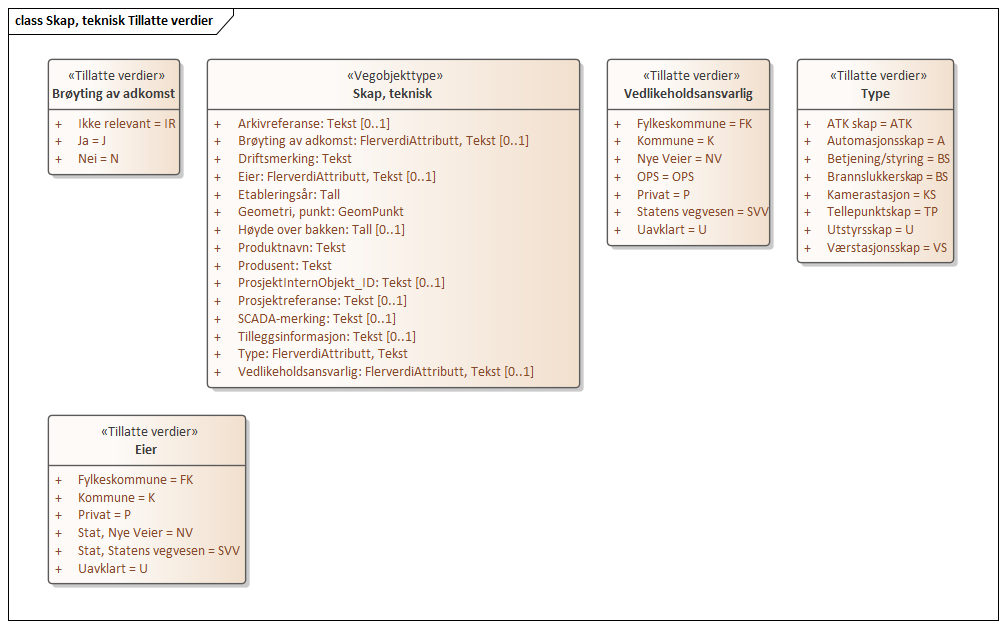 class Skap, teknisk Tillatte verdier
«Tillatte verdier»
Brøyting av adkomst
+ Ikke relevant = IR
+ Ja = J
+ Nei = N
«Vegobjekttype»
Skap, teknisk
+ Arkivreferanse: Tekst [0..1]
+ Brøyting av adkomst: FlerverdiAttributt, Tekst [0..1]
+ Driftsmerking: Tekst
+ Eier: FlerverdiAttributt, Tekst [0..1]
+ Etableringsår: Tall
+ Geometri, punkt: GeomPunkt
+ Høyde over bakken: Tall [0..1]
+ Produktnavn: Tekst
+ Produsent: Tekst
+ ProsjektInternObjekt_ID: Tekst [0..1]
+ Prosjektreferanse: Tekst [0..1]
+ SCADA-merking: Tekst [0..1]
+ Tilleggsinformasjon: Tekst [0..1]
+ Type: FlerverdiAttributt, Tekst
+ Vedlikeholdsansvarlig: FlerverdiAttributt, Tekst [0..1]
«Tillatte verdier»
Vedlikeholdsansvarlig
+ Fylkeskommune = FK
+ Kommune = K
+ Nye Veier = NV
+ OPS = OPS
+ Privat = P
+ Statens vegvesen = SVV
+ Uavklart = U
«Tillatte verdier»
Type
+ ATK skap = ATK
+ Automasjonsskap = A
+ Betjening/styring = BS
+ Brannslukkerskap = BS
+ Kamerastasjon = KS
+ Tellepunktskap = TP
+ Utstyrsskap = U
+ Værstasjonsskap = VS
«Tillatte verdier»
Eier
+ Fylkeskommune = FK
+ Kommune = K
+ Privat = P
+ Stat, Nye Veier = NV
+ Stat, Statens vegvesen = SVV
+ Uavklart = U